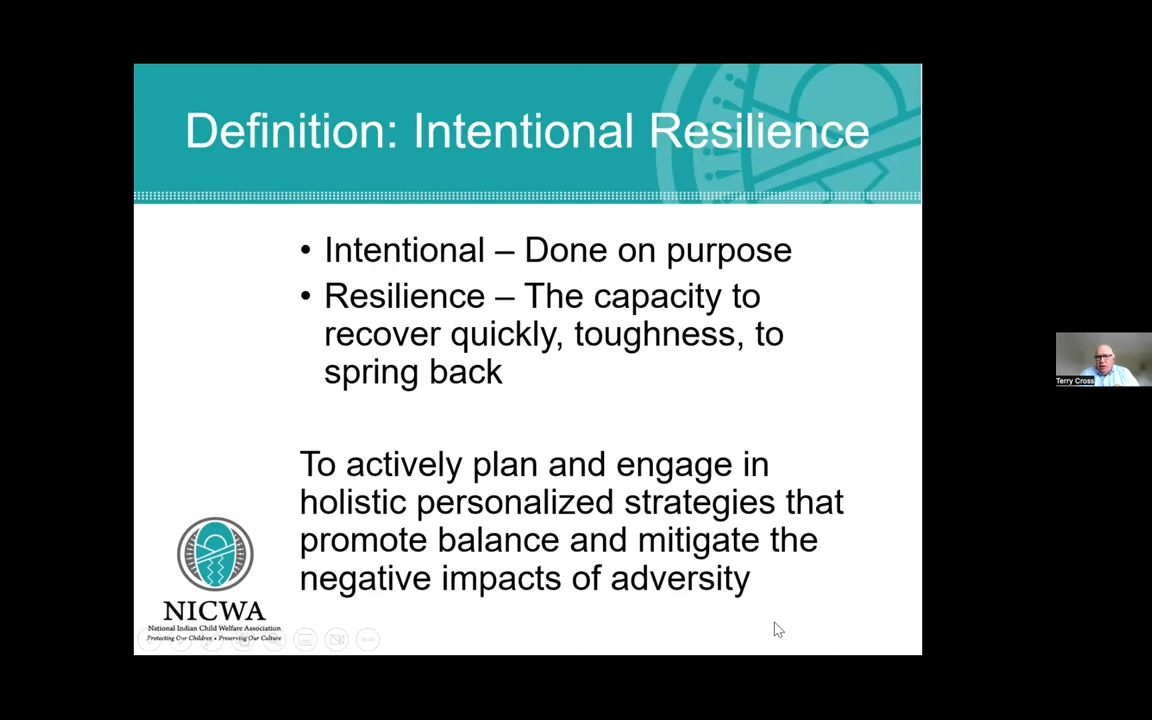 Definition: Intentional Resilience
• Intentional – Done on purpose
• Resilience – The capacity to
recover quickly, toughness, to
spring back
To actively plan and engage in
holistic personalized strategies that
promote balance and mitigate the
negative impacts of adversity
NICWA
National Indian Child Welfare Association
Protecting Our Children • Preserving Our Culture
Terry Cross